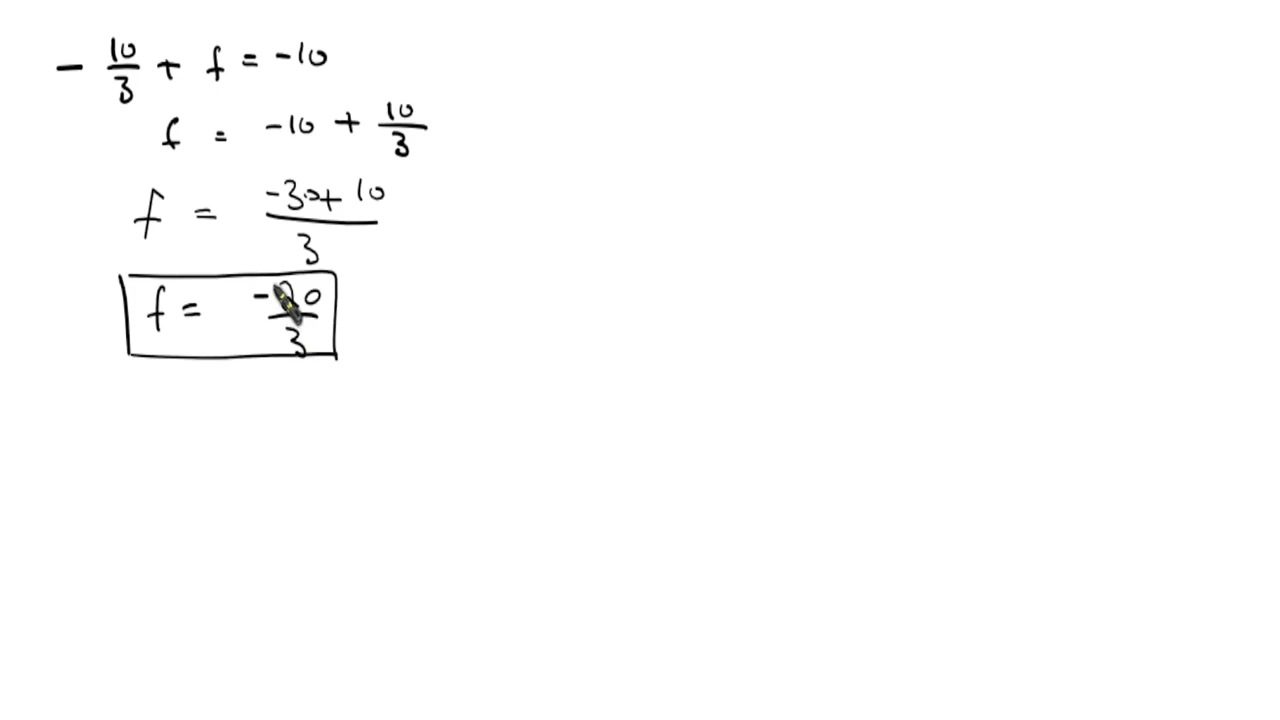 - 10/3 + f = -10
f = -10 + 10/3
f = -30 + 10 / 3
f = -20/3